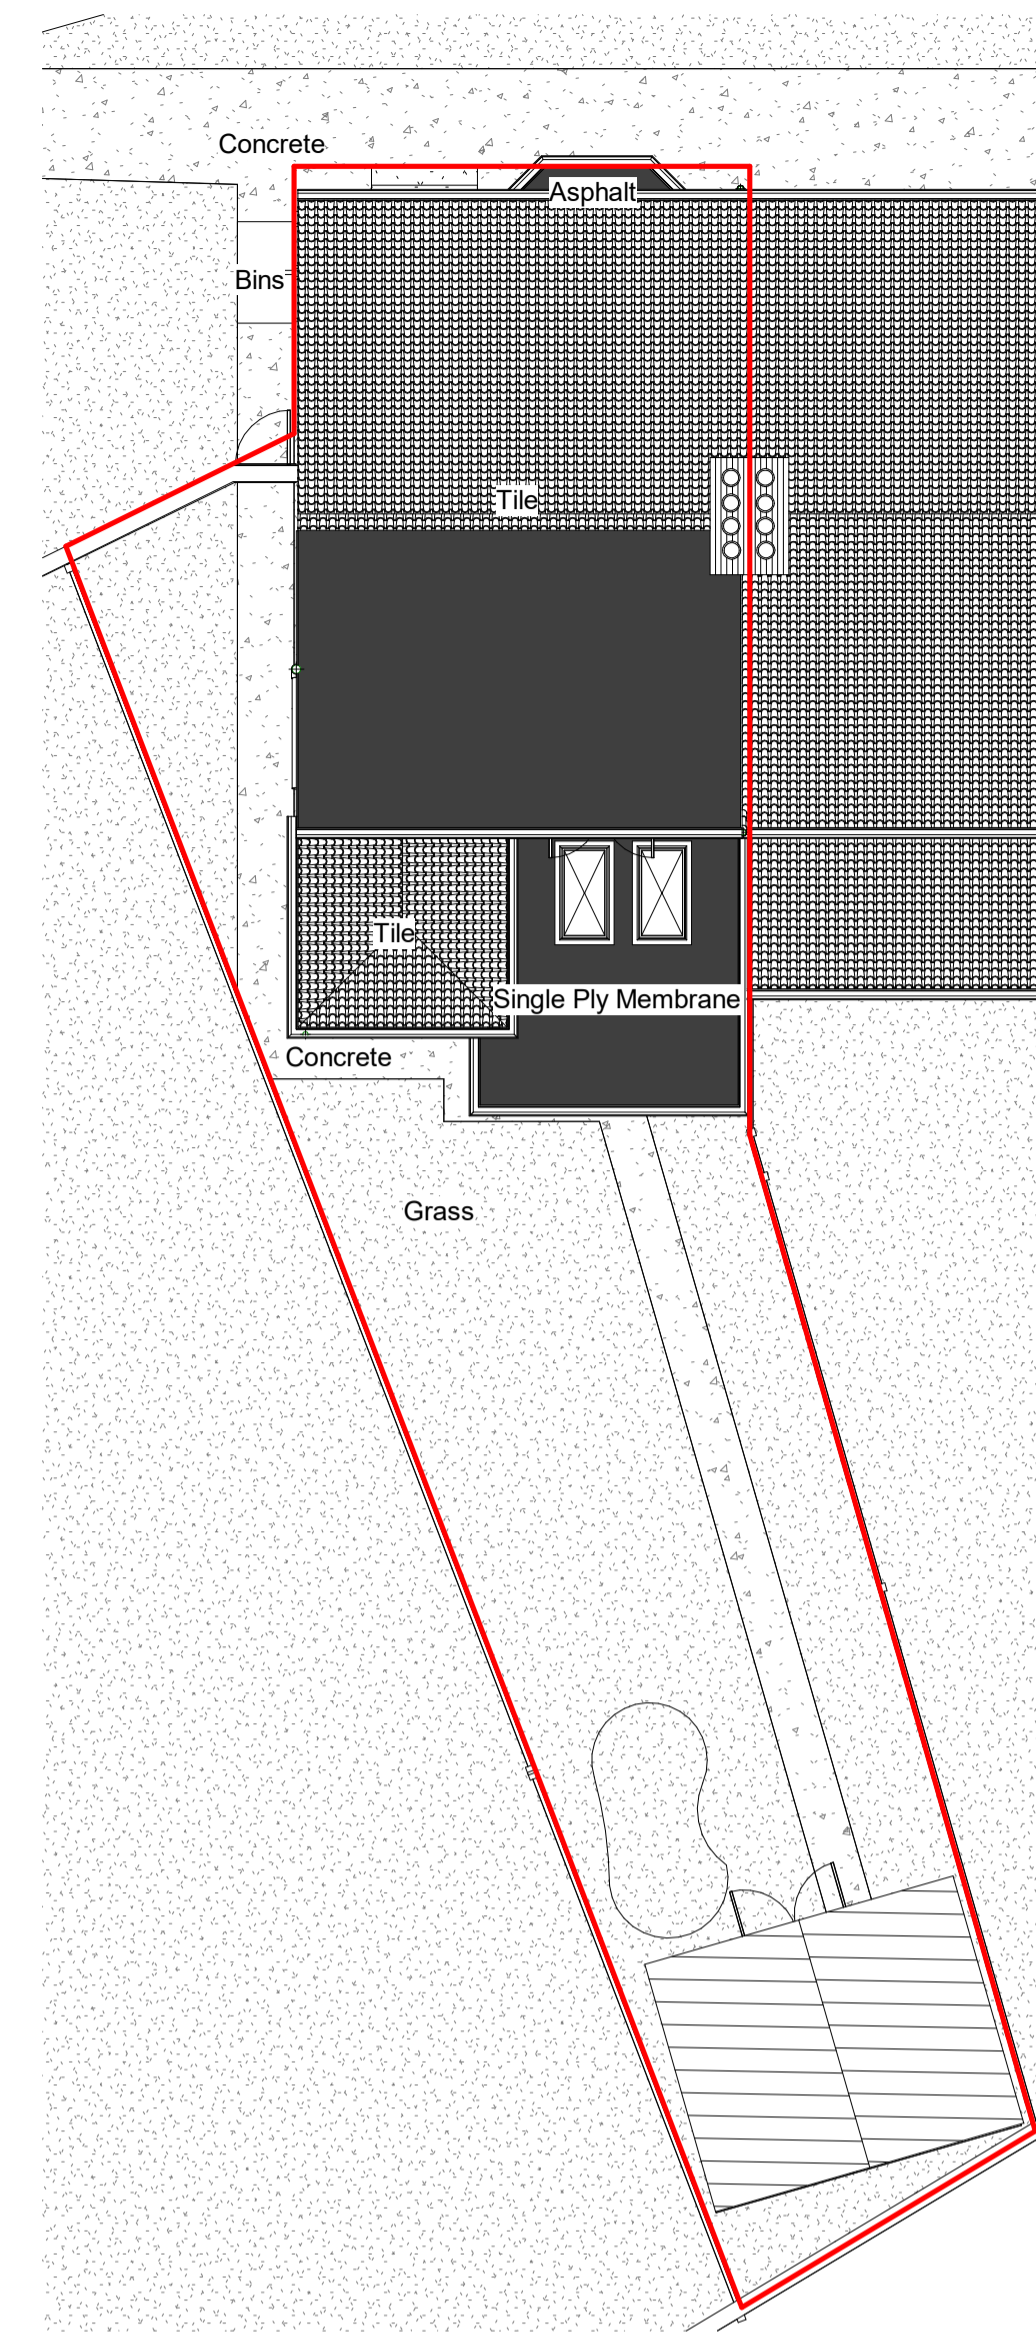 Concrete
Asphalt
Bins
Tile
Tile
Single Ply Membrane
Concrete
Grass